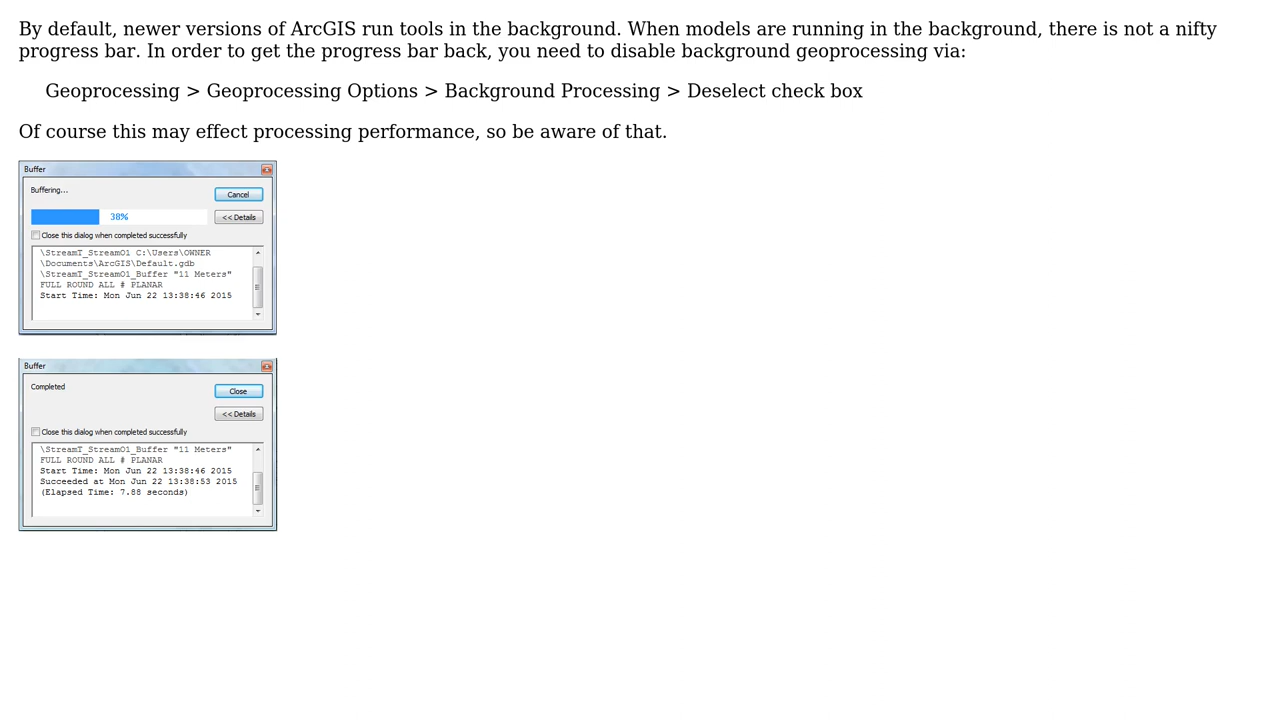 By default, newer versions of ArcGIS run tools in the background. When models are running in the background, there is not a nifty
progress bar. In order to get the progress bar back, you need to disable background geoprocessing via:
Geoprocessing > Geoprocessing Options > Background Processing > Deselect check box
Of course this may effect processing performance, so be aware of that.
Buffer
Buffering...
Cancel
38%
<< Details
Close this dialog when completed successfully
\StreamT_StreamO1 C:\Users\OWNER
\Documents\ArcGIS\Default.gdb
\StreamT_StreamO1_Buffer "11 Meters"
FULL ROUND ALL # PLANAR
Start Time: Mon Jun 22 13:38:46 2015
Buffer
Completed
Close
<< Details
Close this dialog when completed successfully
\StreamT_StreamO1_Buffer "11 Meters"
FULL ROUND ALL # PLANAR
Start Time: Mon Jun 22 13:38:46 2015
Succeeded at Mon Jun 22 13:38:53 2015
(Elapsed Time: 7.88 seconds)